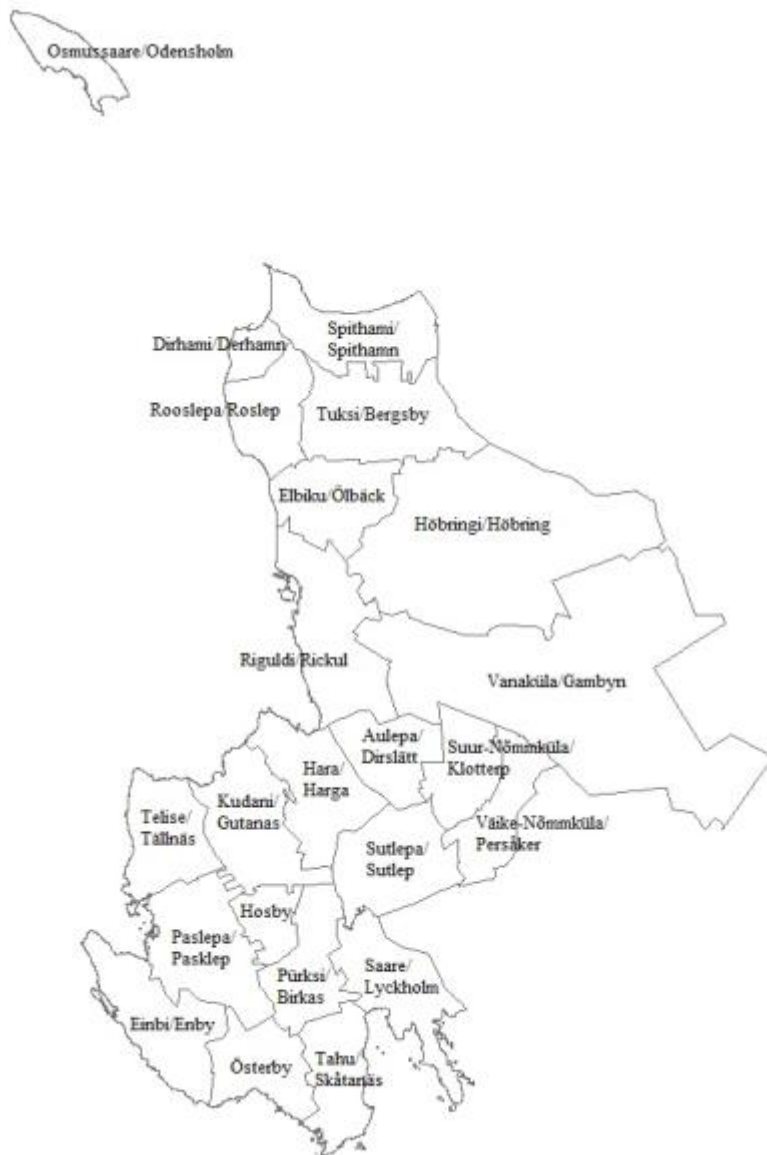 Osmussaare/Odensholm
Spithami/
Spithamn
Dirhami/Derhamn
Rooslepa/Roslep
Tuksi/Bergsby
Elbiku/Ölbäck
Höbringi/Höbring
Riguldi/Rickul
Vanaküla/Gambyn
Aulepa/
Dirslätt
Suur-Nõmmküla/
Klotterp
Hara/
Harga
Kudani/
Gutanas
Telise/
Tällnäs
Väike-Nõmmküla/
Persåker
Sutlepa/
Sutlep
Hosby
Paslepa/
Pasklep
Pürksi/
Birkas
Saare/
Lyckholm
Einbi/Enby
Österby
Tahu/
Skåtanäs